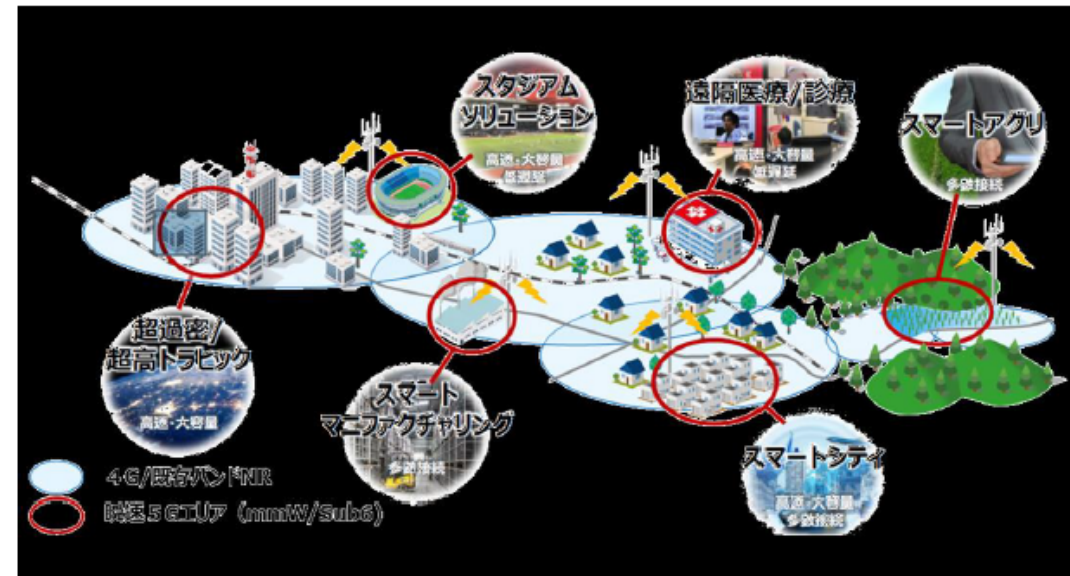 スタジアム
ソリューション
高速・大容量
低遅延
遠隔医療/診療
高速・大容量
低遅延
スマートアグリ
多数接続
超過密/
超高トラヒック
高速・大容量
スマート
マニファクチャリング
多数接続
スマートシティ
高速・大容量
多数接続
4G/既存バンドNR
瞬速5Gエリア（mmW/Sub6）